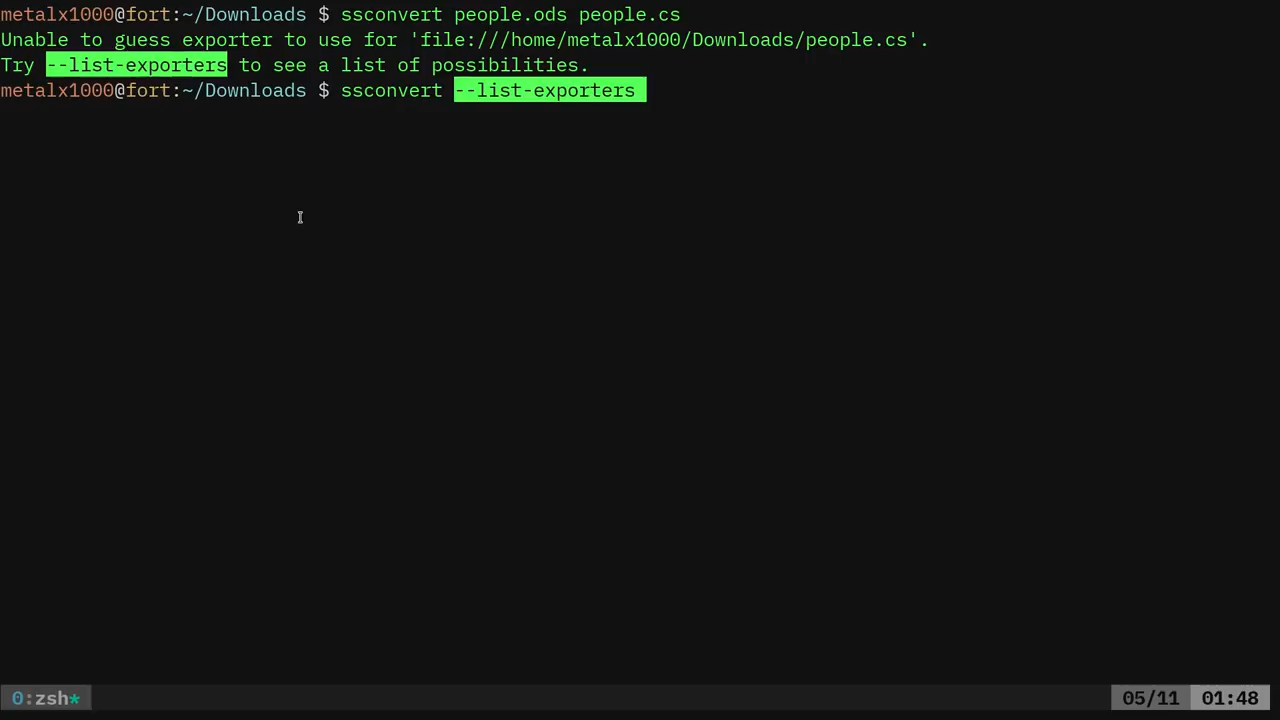 metalx1000@fort:~/Downloads $ ssconvert people.ods people.cs
Unable to guess exporter to use for 'file:///home/metalx1000/Downloads/people.cs'.
Try --list-exporters to see a list of possibilities.
metalx1000@fort:~/Downloads $ ssconvert --list-exporters
0:zsh* 05/11 01:48